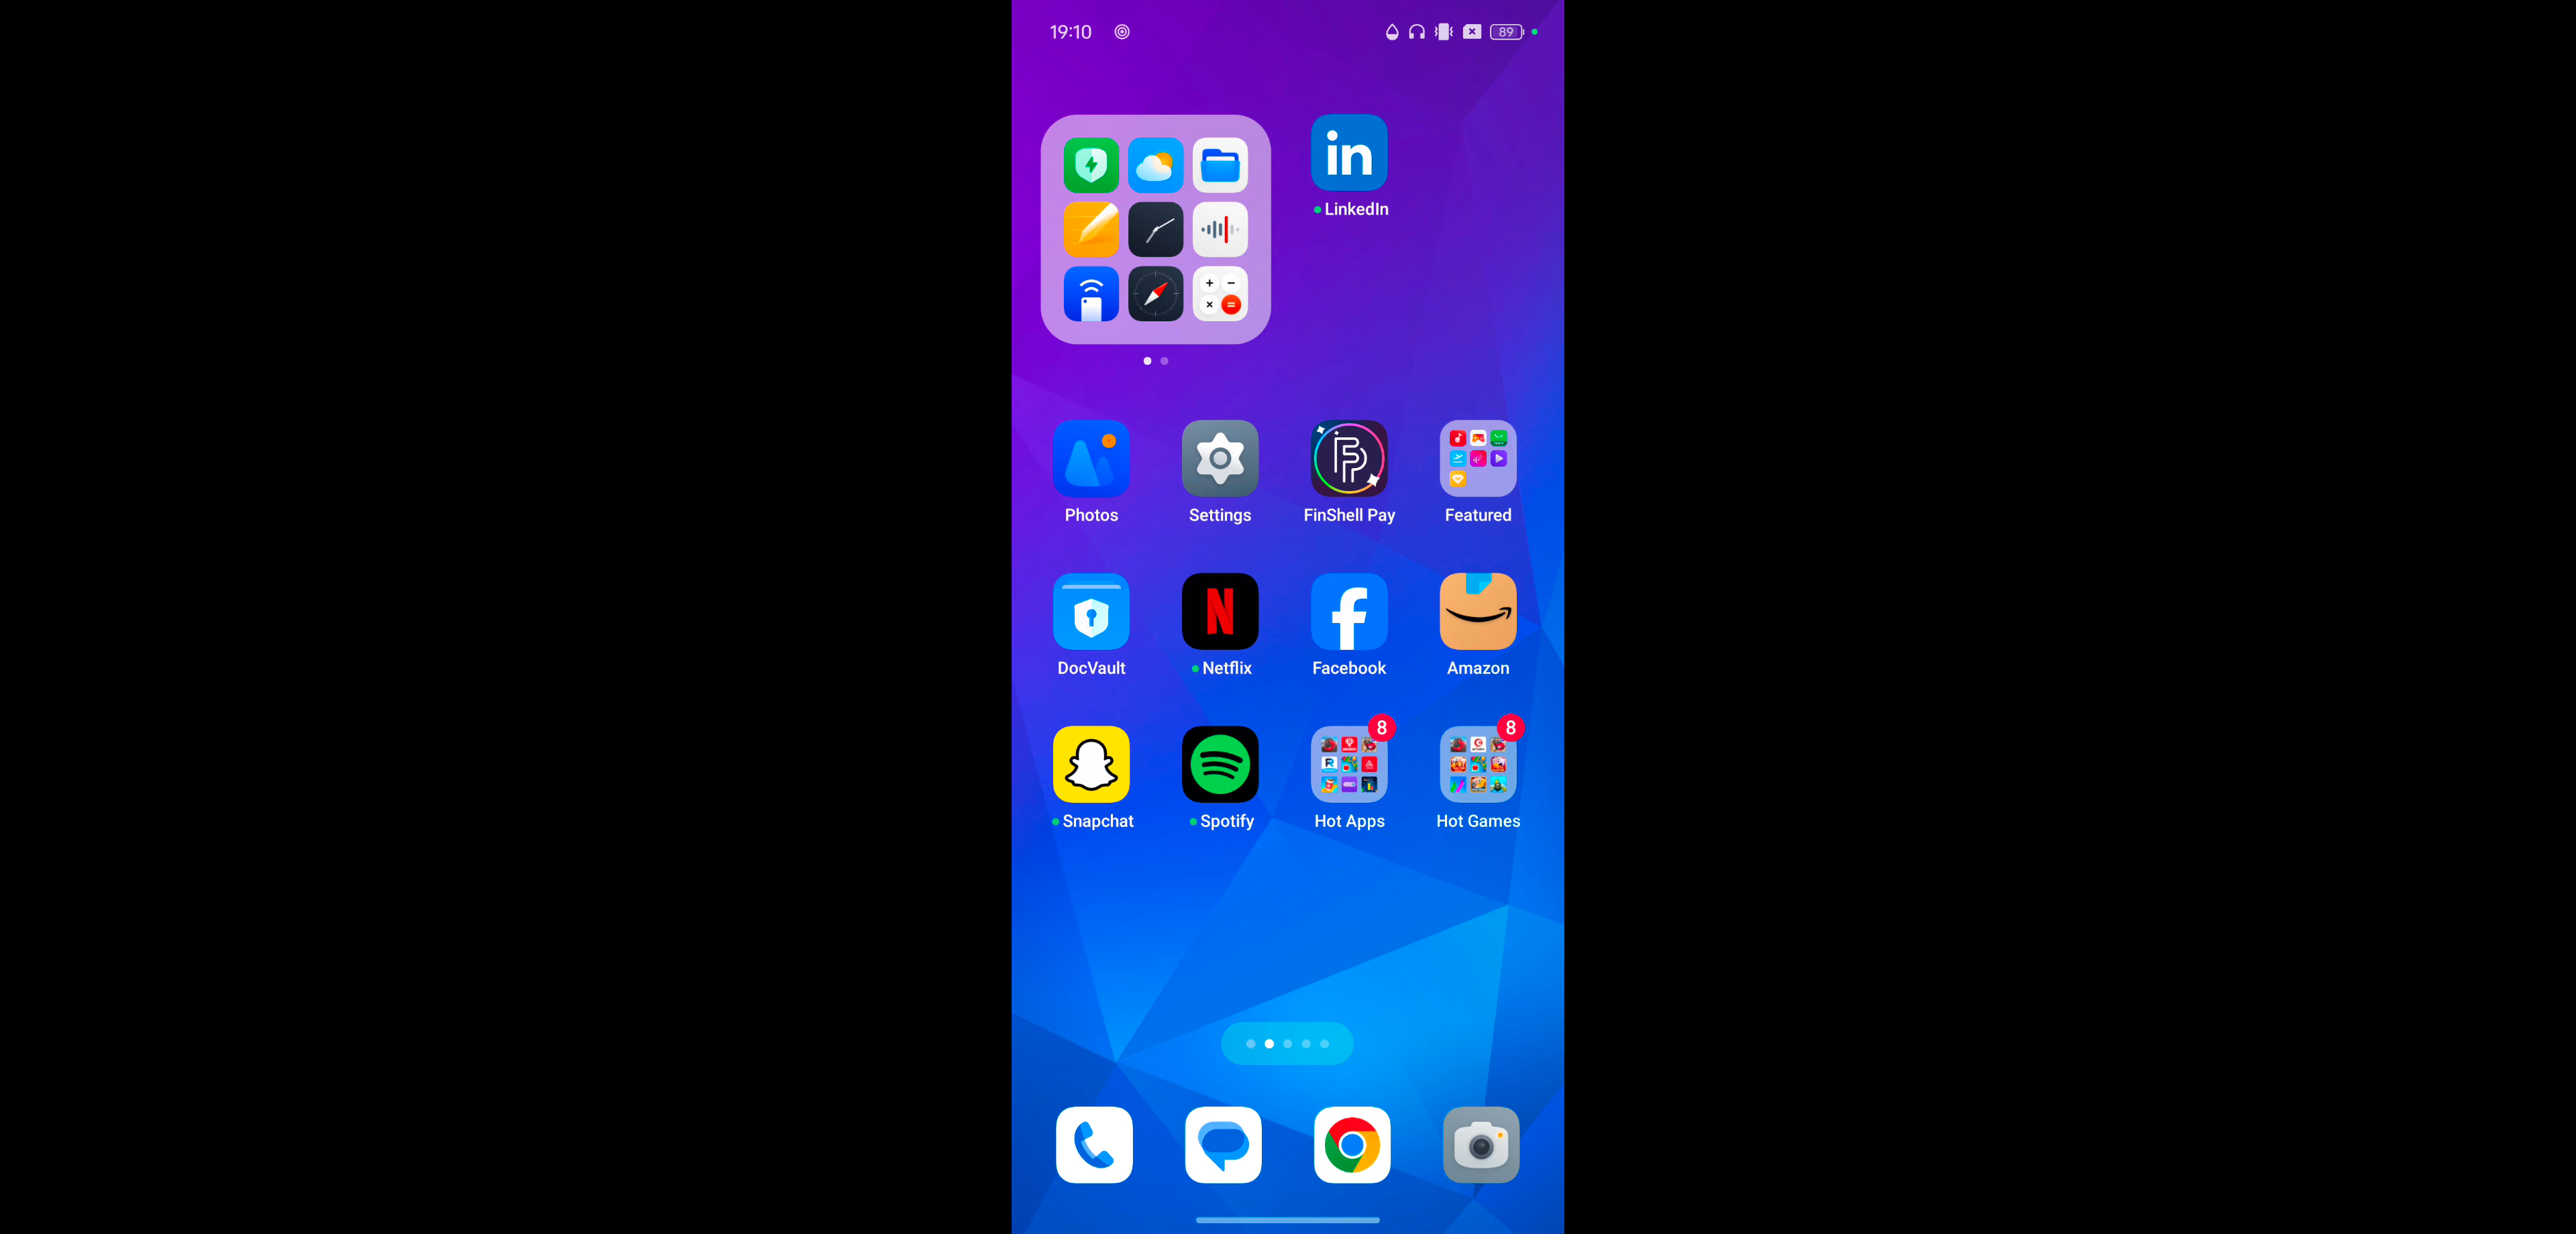 19:10
89
in
LinkedIn
Photos
Settings
FinShell Pay
Featured
DocVault
Netflix
Facebook
Amazon
8
8
Snapchat
Spotify
Hot Apps
Hot Games